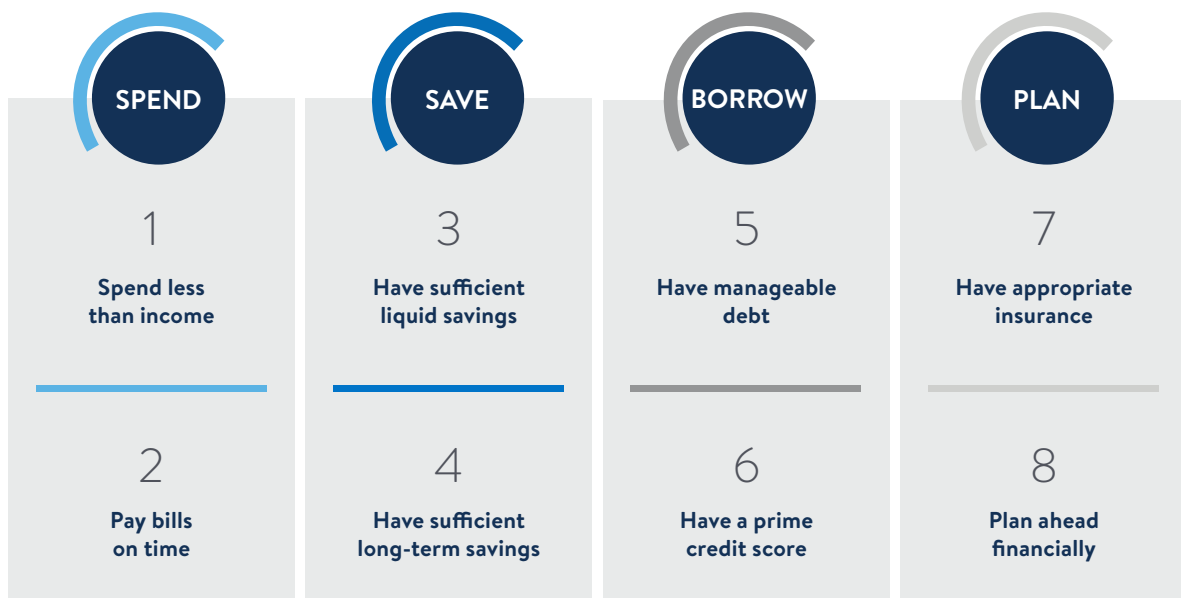 SPEND
1
Spend less
than income
2
Pay bills
on time
SAVE
3
Have sufficient
liquid savings
4
Have sufficient
long-term savings
BORROW
5
Have manageable
debt
6
Have a prime
credit score
PLAN
7
Have appropriate
insurance
8
Plan ahead
financially